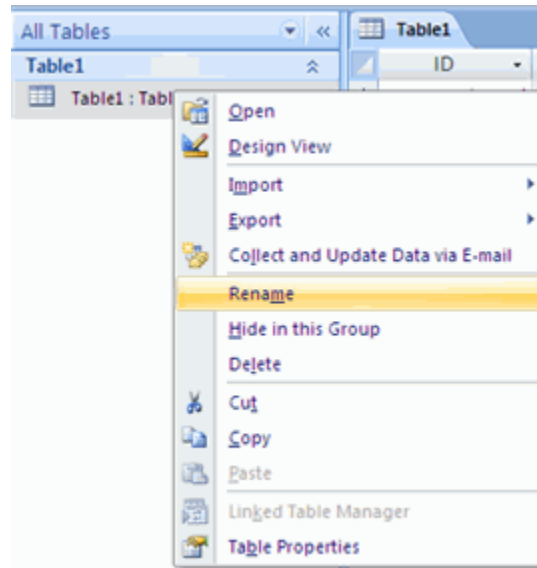 All Tables
Table1
Table1
ID
Table1 : Tabl
Open
Design View
Import
Export
Collect and Update Data via E-mail
Rename
Hide in this Group
Delete
Cut
Copy
Paste
Linked Table Manager
Table Properties